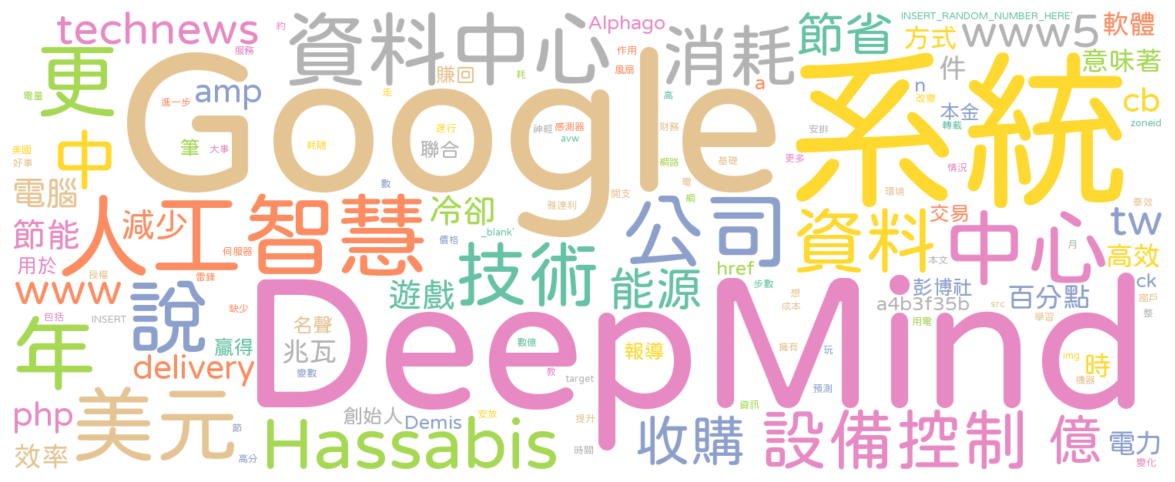 technews
約
資料中心
消耗
Alphago
節省
INSERT_RANDOM_NUMBER_HERE'
方式
www5
軟體
服務
更
Google
系統
作用
風扇
賺回
a
件
意味著
電量
進一步
amp
n
改變
cb
本金
走
耗
高
筆
大事
運行
神經
感測器
avw
財務
安排
轉載
zoneid
美國
好事
中
耗隨
聯合
網路
基礎
更多
情況
電腦
數
雅達利
開支
電
網
環境
人工智慧
減少
冷卻
公司
資料
中心
交易
臺效
tw
節能
伺服器
價格
_blank'
技術
能源
月
高效
用於
授權
雷鋒
遊戲
href
步數
本文
彭博社
ck
www
說
缺少
DeepMind
想
成本
a4b3f35b
src
百分點
窗戶
整
包括
INSERT
名聲
用電
學習
年
贏得
兆瓦
數億
報導
擁有
玩
img
時
delivery
變數
教
target
預測
機器
php
美元
創始人
Demis
安放
提升
資訊
收購
設備控制
億
電力
效率
節
高分
Hassabis
時間
變化